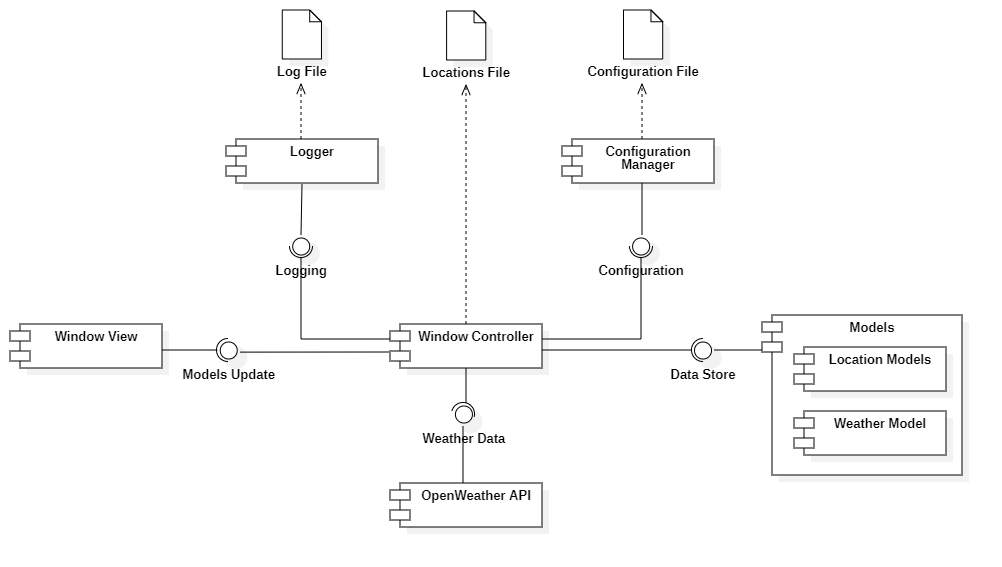 Log File
Locations File
Configuration File
Logger
Configuration
Manager
Logging
Configuration
Window View
Window Controller
Models
Location Models
Models Update
Data Store
Weather Model
Weather Data
OpenWeather API